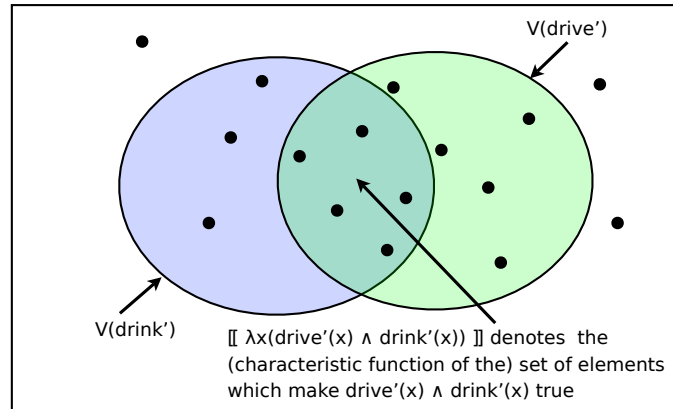 V(drive’)
V(drink’)
⟦ λx(drive’(x) ∧ drink’(x)) ⟧ denotes the
(characteristic function of the) set of elements
which make drive’(x) ∧ drink’(x) true